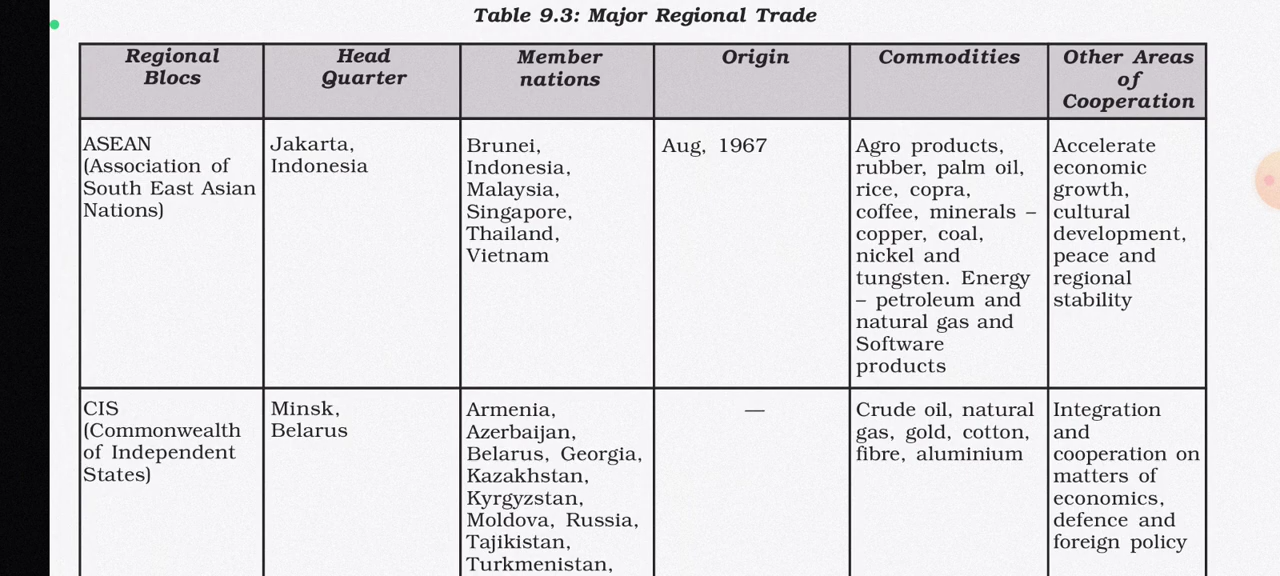 Table 9.3: Major Regional Trade
Regional
Blocs
Head
Quarter
Member
nations
Origin
Commodities
Other Areas
of
Cooperation
ASEAN
(Association of
South East Asian
Nations)
Jakarta,
Indonesia
Brunei,
Indonesia,
Malaysia,
Singapore,
Thailand,
Vietnam
Aug, 1967
Agro products,
rubber, palm oil,
rice, copra,
coffee, minerals –
copper, coal,
nickel and
tungsten. Energy
– petroleum and
natural gas and
Software
products
Accelerate
economic
growth,
cultural
development,
peace and
regional
stability
CIS
(Commonwealth
of Independent
States)
Minsk,
Belarus
Armenia,
Azerbaijan,
Belarus, Georgia,
Kazakhstan,
Kyrgyzstan,
Moldova, Russia,
Tajikistan,
Turkmenistan,
—
Crude oil, natural
gas, gold, cotton,
fibre, aluminium
Integration
and
cooperation on
matters of
economics,
defence and
foreign policy